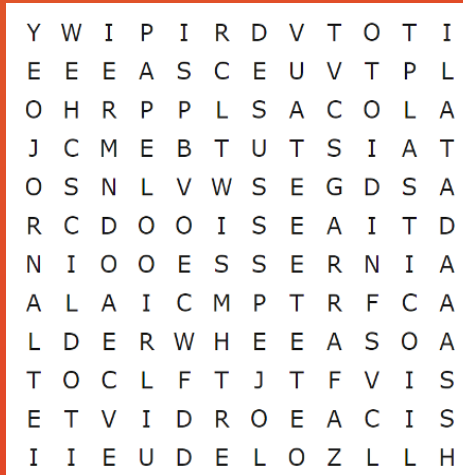 Y W I P I R D V T O T I
E E E A S C E U V T P L
O H R P P L S A C O L A
J C M E B T U T S I A T
O S N L V W S E G D S A
R C D O O I S E A I T D
N I O O E S S E R N I A
A L A I C M P T R F C A
L D E R W H E E A S O A
T O C L F T J T F V I S
E T V I D R O E A C I S
I I E U D E L O Z L L H